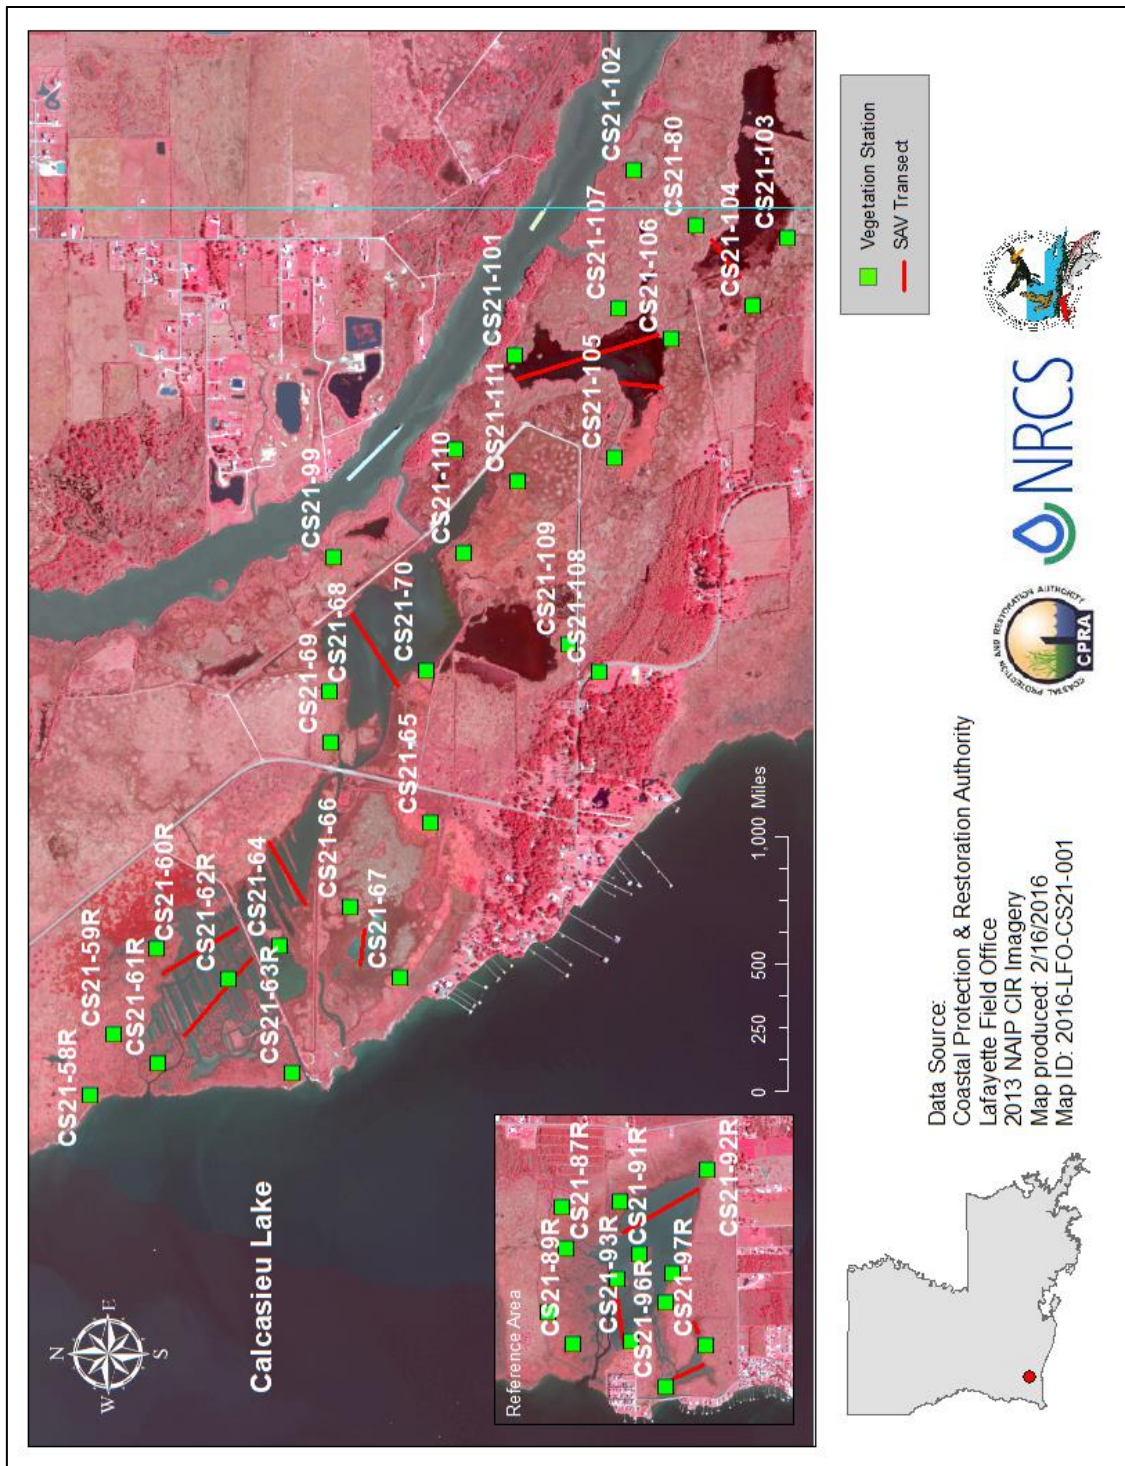 N
W
E
S
Calcasieu Lake
CS21-58R
CS21-59R
CS21-60R
CS21-61R
CS21-62R
CS21-63R
CS21-64
CS21-66
CS21-67
CS21-65
CS21-69
CS21-68
CS21-70
CS21-99
CS21-110
CS21-111
CS21-101
CS21-109
CS21-108
CS21-105
CS21-106
CS21-107
CS21-102
CS21-80
CS21-104
CS21-103
0
250
500
1,000 Miles
Reference Area
CS21-89R
CS21-87R
CS21-93R
CS21-91R
CS21-96R
CS21-97R
CS21-92R
Vegetation Station
SAV Transect
Data Source:
Coastal Protection & Restoration Authority
Lafayette Field Office
2013 NAIP CIR Imagery
Map produced: 2/16/2016
Map ID: 2016-LFO-CS21-001
COASTAL PROTECTION AND RESTORATION AUTHORITY
CPRA
NRCS